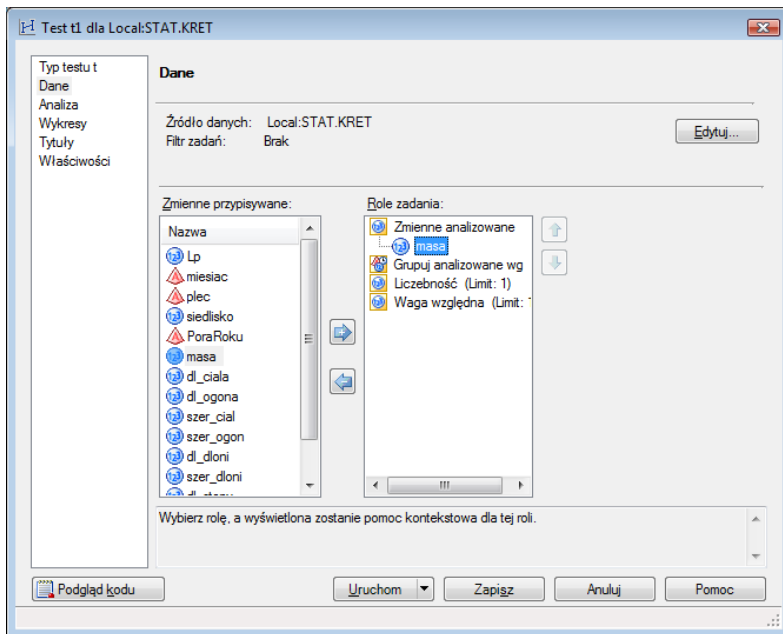 Test t1 dla Local:STAT.KRET
Typ testu t
Dane
Analiza
Wykresy
Tytuły
Właściwości
Dane
Źródło danych: Local:STAT.KRET
Filtr zadań: Brak
Edytuj...
Zmienne przypisywane:
Nazwa
Lp
miesiac
plec
siedlisko
PoraRoku
masa
dl_ciala
dl_ogona
szer_cial
szer_ogon
dl_dloni
szer_dloni
Role zadania:
Zmienne analizowane
masa
Grupuj analizowane wg
Liczebność (Limit: 1)
Waga względna (Limit:
Wybierz rolę, a wyświetlona zostanie pomoc kontekstowa dla tej roli.
Podgląd kodu
Uruchom
Zapisz
Anuluj
Pomoc